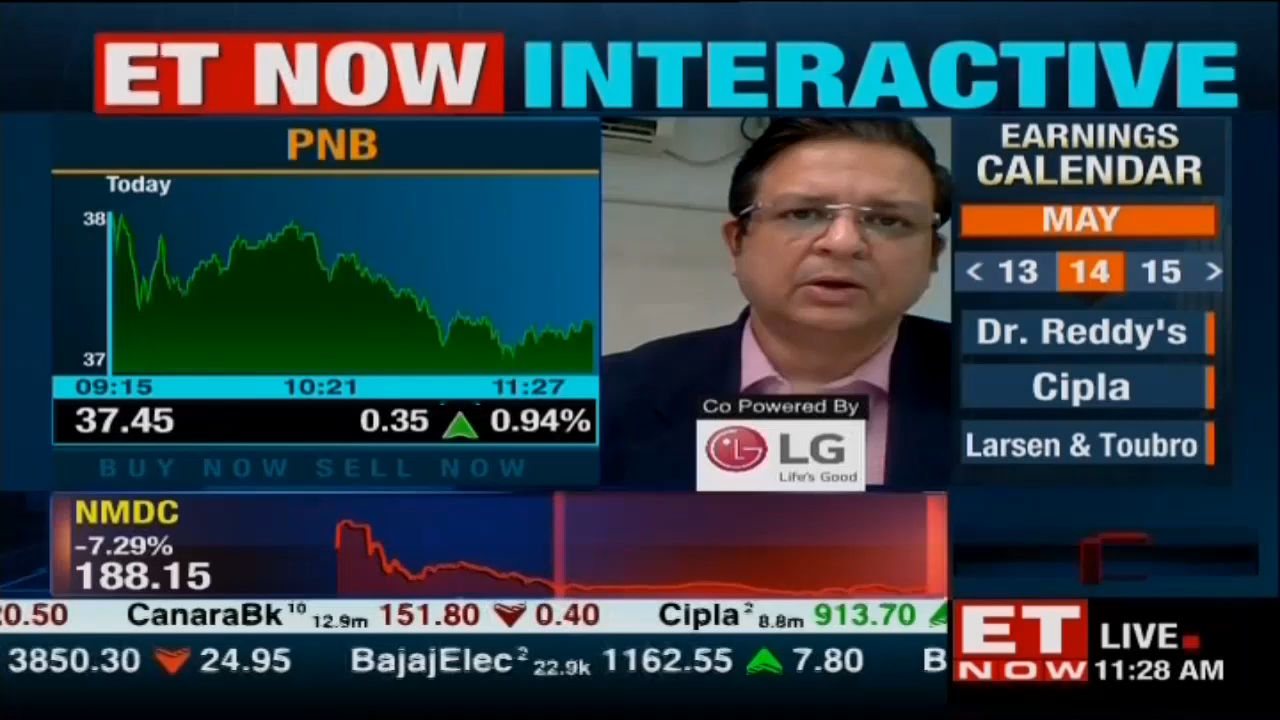 ET NOW INTERACTIVE
PNB
Today
38
37
09:15 10:21 11:27
37.45 0.35 0.94%
BUY NOW SELL NOW
Co Powered By
LG
Life's Good
EARNINGS
CALENDAR
MAY
< 13 14 15 >
Dr. Reddy's
Cipla
Larsen & Toubro
NMDC
-7.29%
188.15
0.50 CanaraBk 10 12.9m 151.80 0.40 Cipla 2 8.8m 913.70
3850.30 24.95 BajajElec 2 22.9k 1162.55 7.80 B
ET
NOW
LIVE
11:28 AM